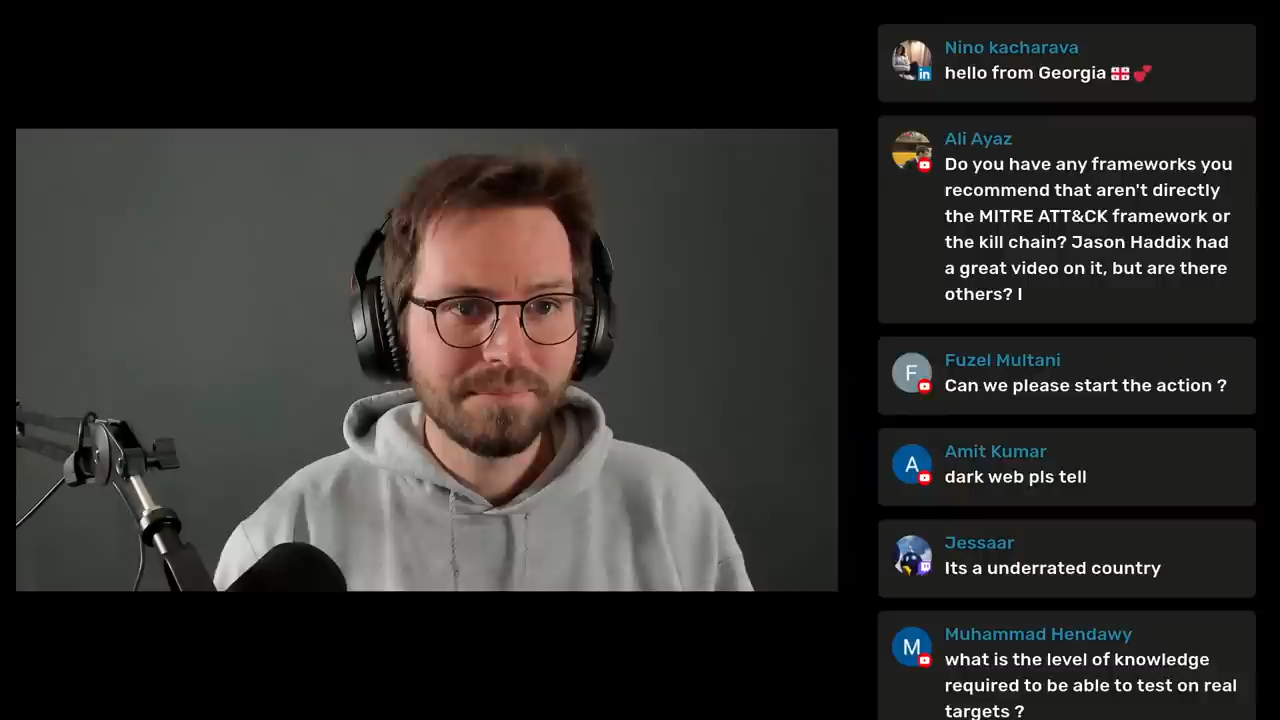 Nino kacharava
hello from Georgia 🇬🇪 💕
Ali Ayaz
Do you have any frameworks you
recommend that aren't directly
the MITRE ATT&CK framework or
the kill chain? Jason Haddix had
a great video on it, but are there
others? I
Fuzel Multani
F
Can we please start the action ?
Amit Kumar
A
dark web pls tell
Jessaar
Its a underrated country
Muhammad Hendawy
M
what is the level of knowledge
required to be able to test on real
targets ?
in